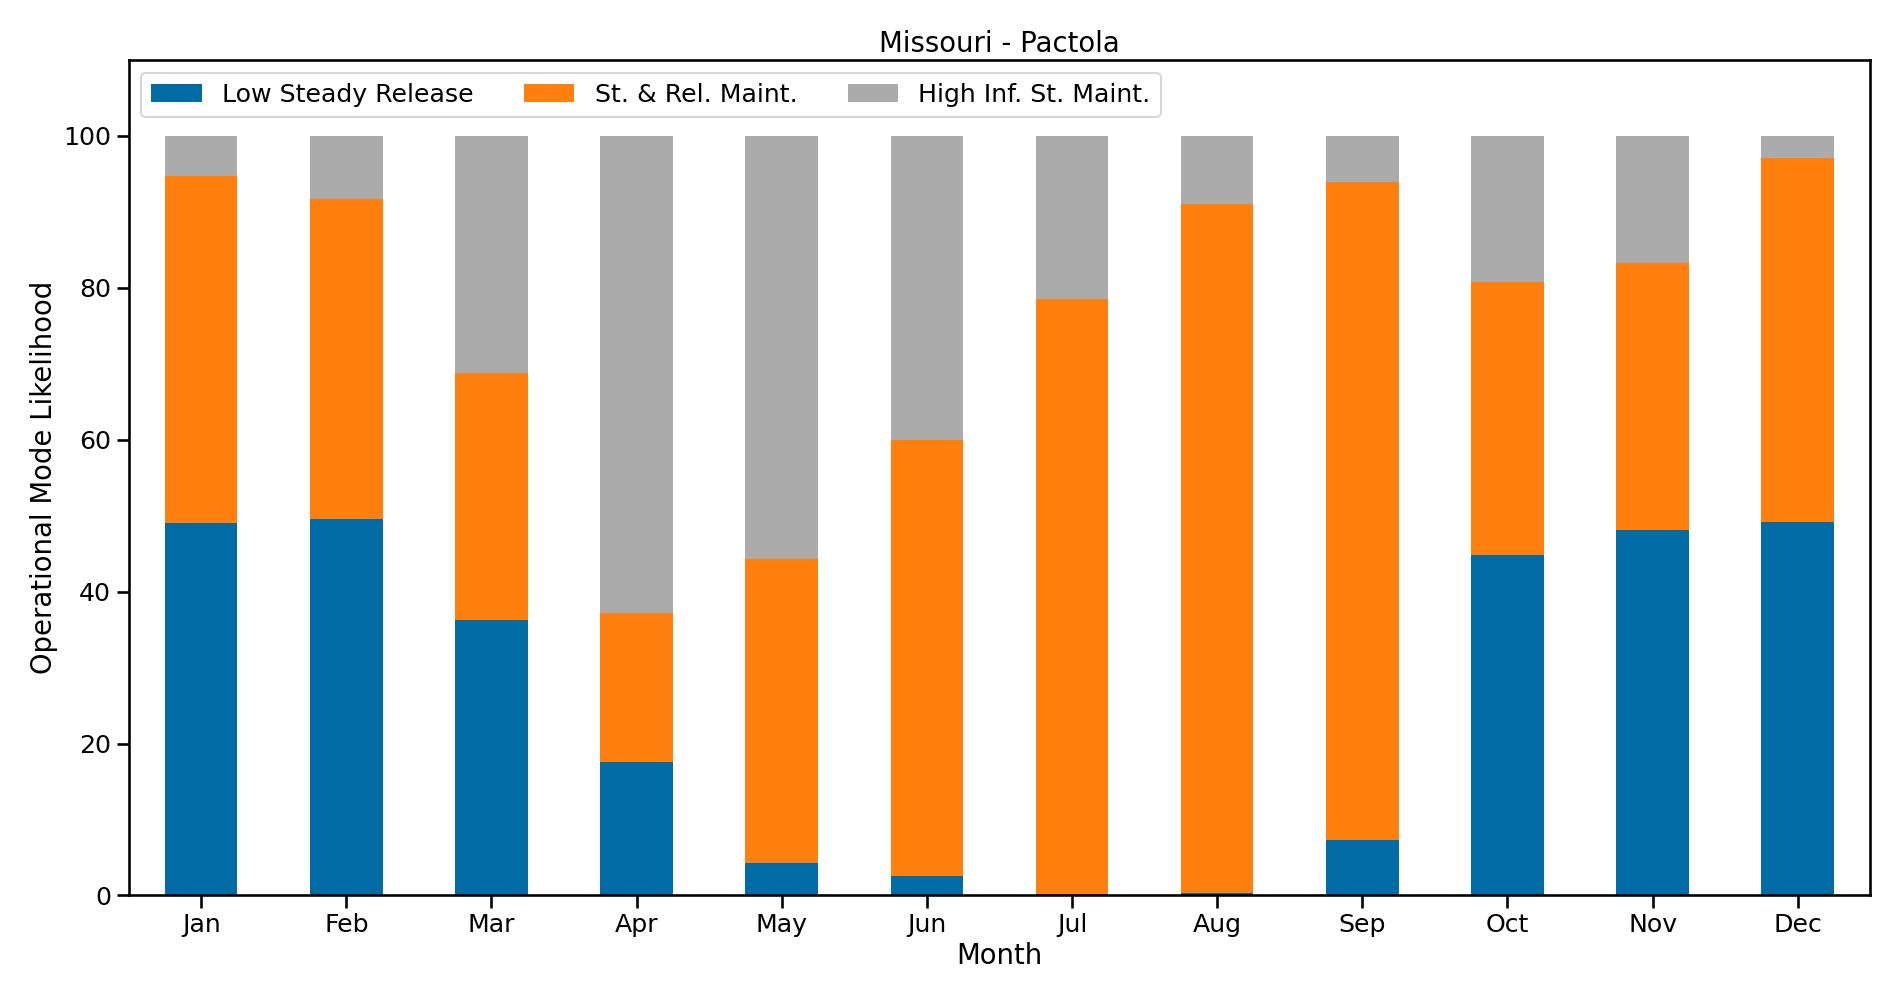 Missouri - Pactola
Low Steady Release St. & Rel. Maint. High Inf. St. Maint.
100
80
60
40
20
0
Operational Mode Likelihood
Jan Feb Mar Apr May Jun Jul Aug Sep Oct Nov Dec
Month